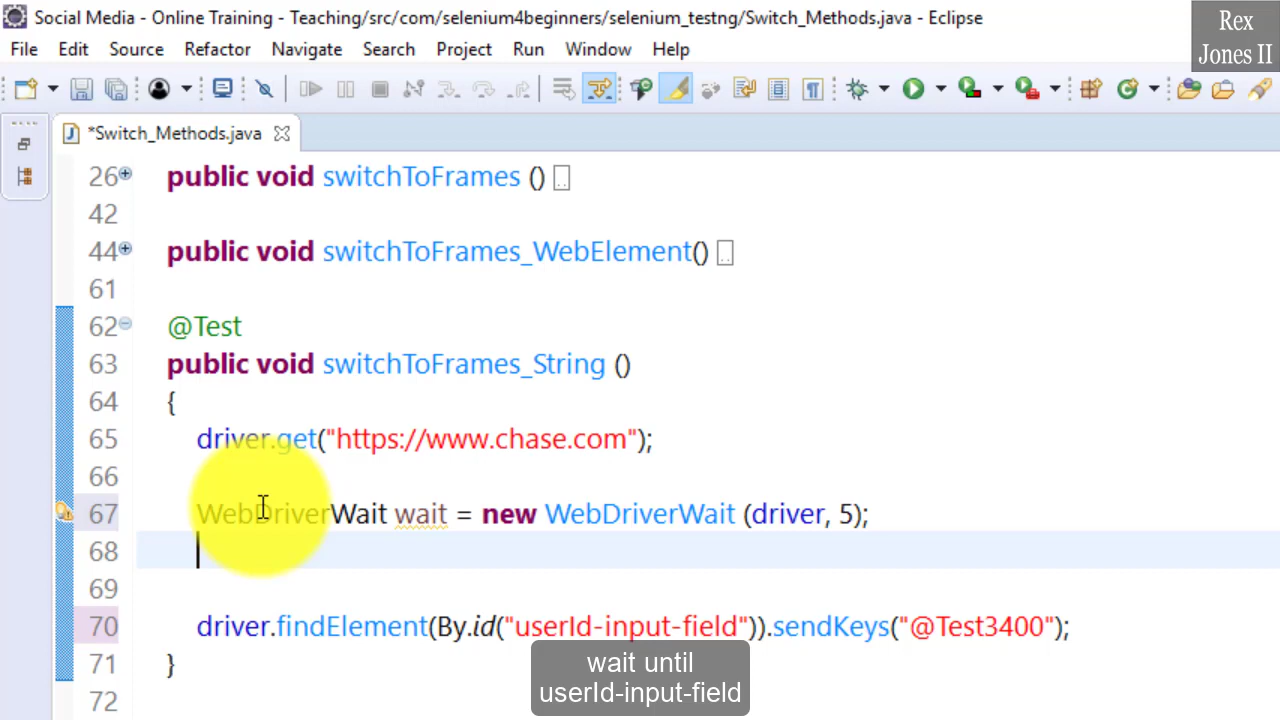 Social Media - Online Training - Teaching/src/com/selenium4beginners/selenium_testng/Switch_Methods.java - Eclipse
Rex
Jones II
File Edit Source Refactor Navigate Search Project Run Window Help
*Switch_Methods.java
26 public void switchToFrames ()
42
44 public void switchToFrames_WebElement()
61
62 @Test
63 public void switchToFrames_String ()
64 {
65 driver.get("https://www.chase.com");
66
67 WebDriverWait wait = new WebDriverWait (driver, 5);
68
69
70 driver.findElement(By.id("userId-input-field")).sendKeys("@Test3400");
71 }
72
wait until
userId-input-field